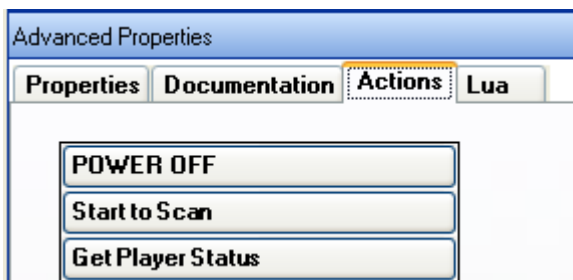 Advanced Properties
Properties Documentation Actions Lua
POWER OFF
Start to Scan
Get Player Status